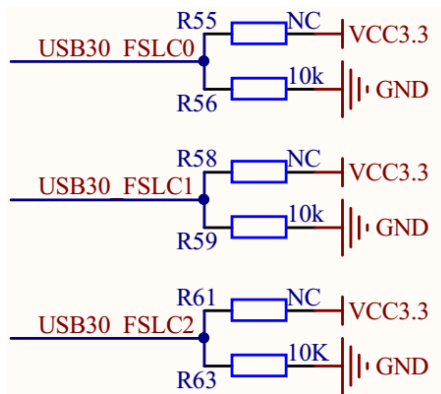 R55 NC VCC3.3
USB30_FSLC0
R56 10k GND
R58 NC VCC3.3
USB30_FSLC1
R59 10k GND
R61 NC VCC3.3
USB30_FSLC2
R63 10K GND